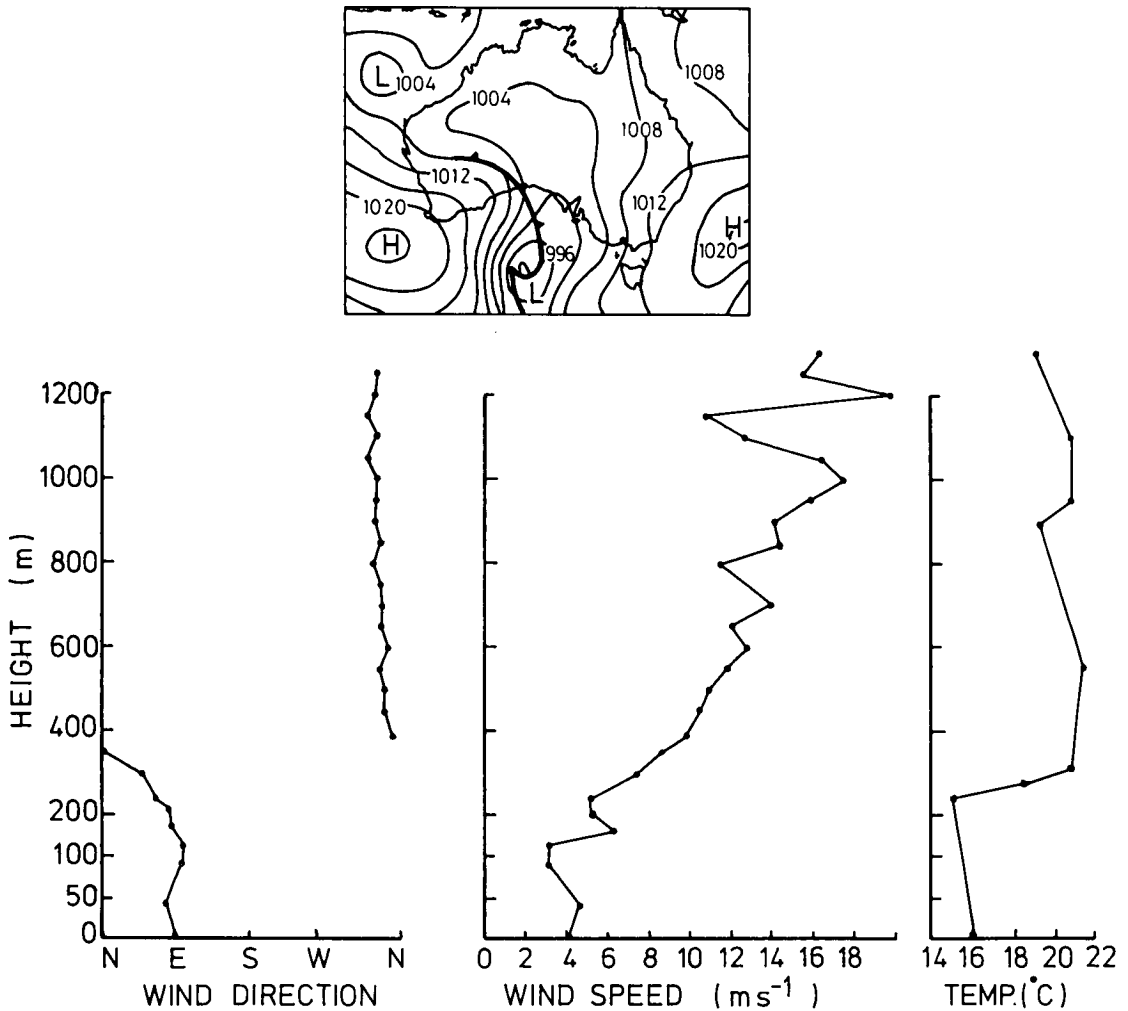 L 1004
1004
1008
1008
1012
1012
1020
H
H
1020
996
L
HEIGHT (m)
1200
1000
800
600
400
200
100
50
0
N E S W N
WIND DIRECTION
0 2 4 6 8 10 12 14 16 18
WIND SPEED (ms⁻¹)
14 16 18 20 22
TEMP.(°C)